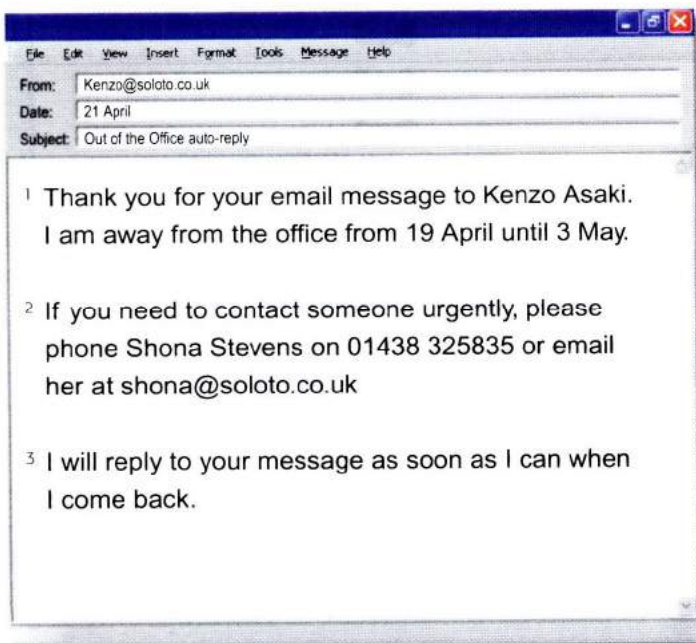 File Edit View Insert Format Tools Message Help
From: Kenzo@soloto.co.uk
Date: 21 April
Subject: Out of the Office auto-reply
1 Thank you for your email message to Kenzo Asaki.
I am away from the office from 19 April until 3 May.
2 If you need to contact someone urgently, please
phone Shona Stevens on 01438 325835 or email
her at shona@soloto.co.uk
3 I will reply to your message as soon as I can when
I come back.